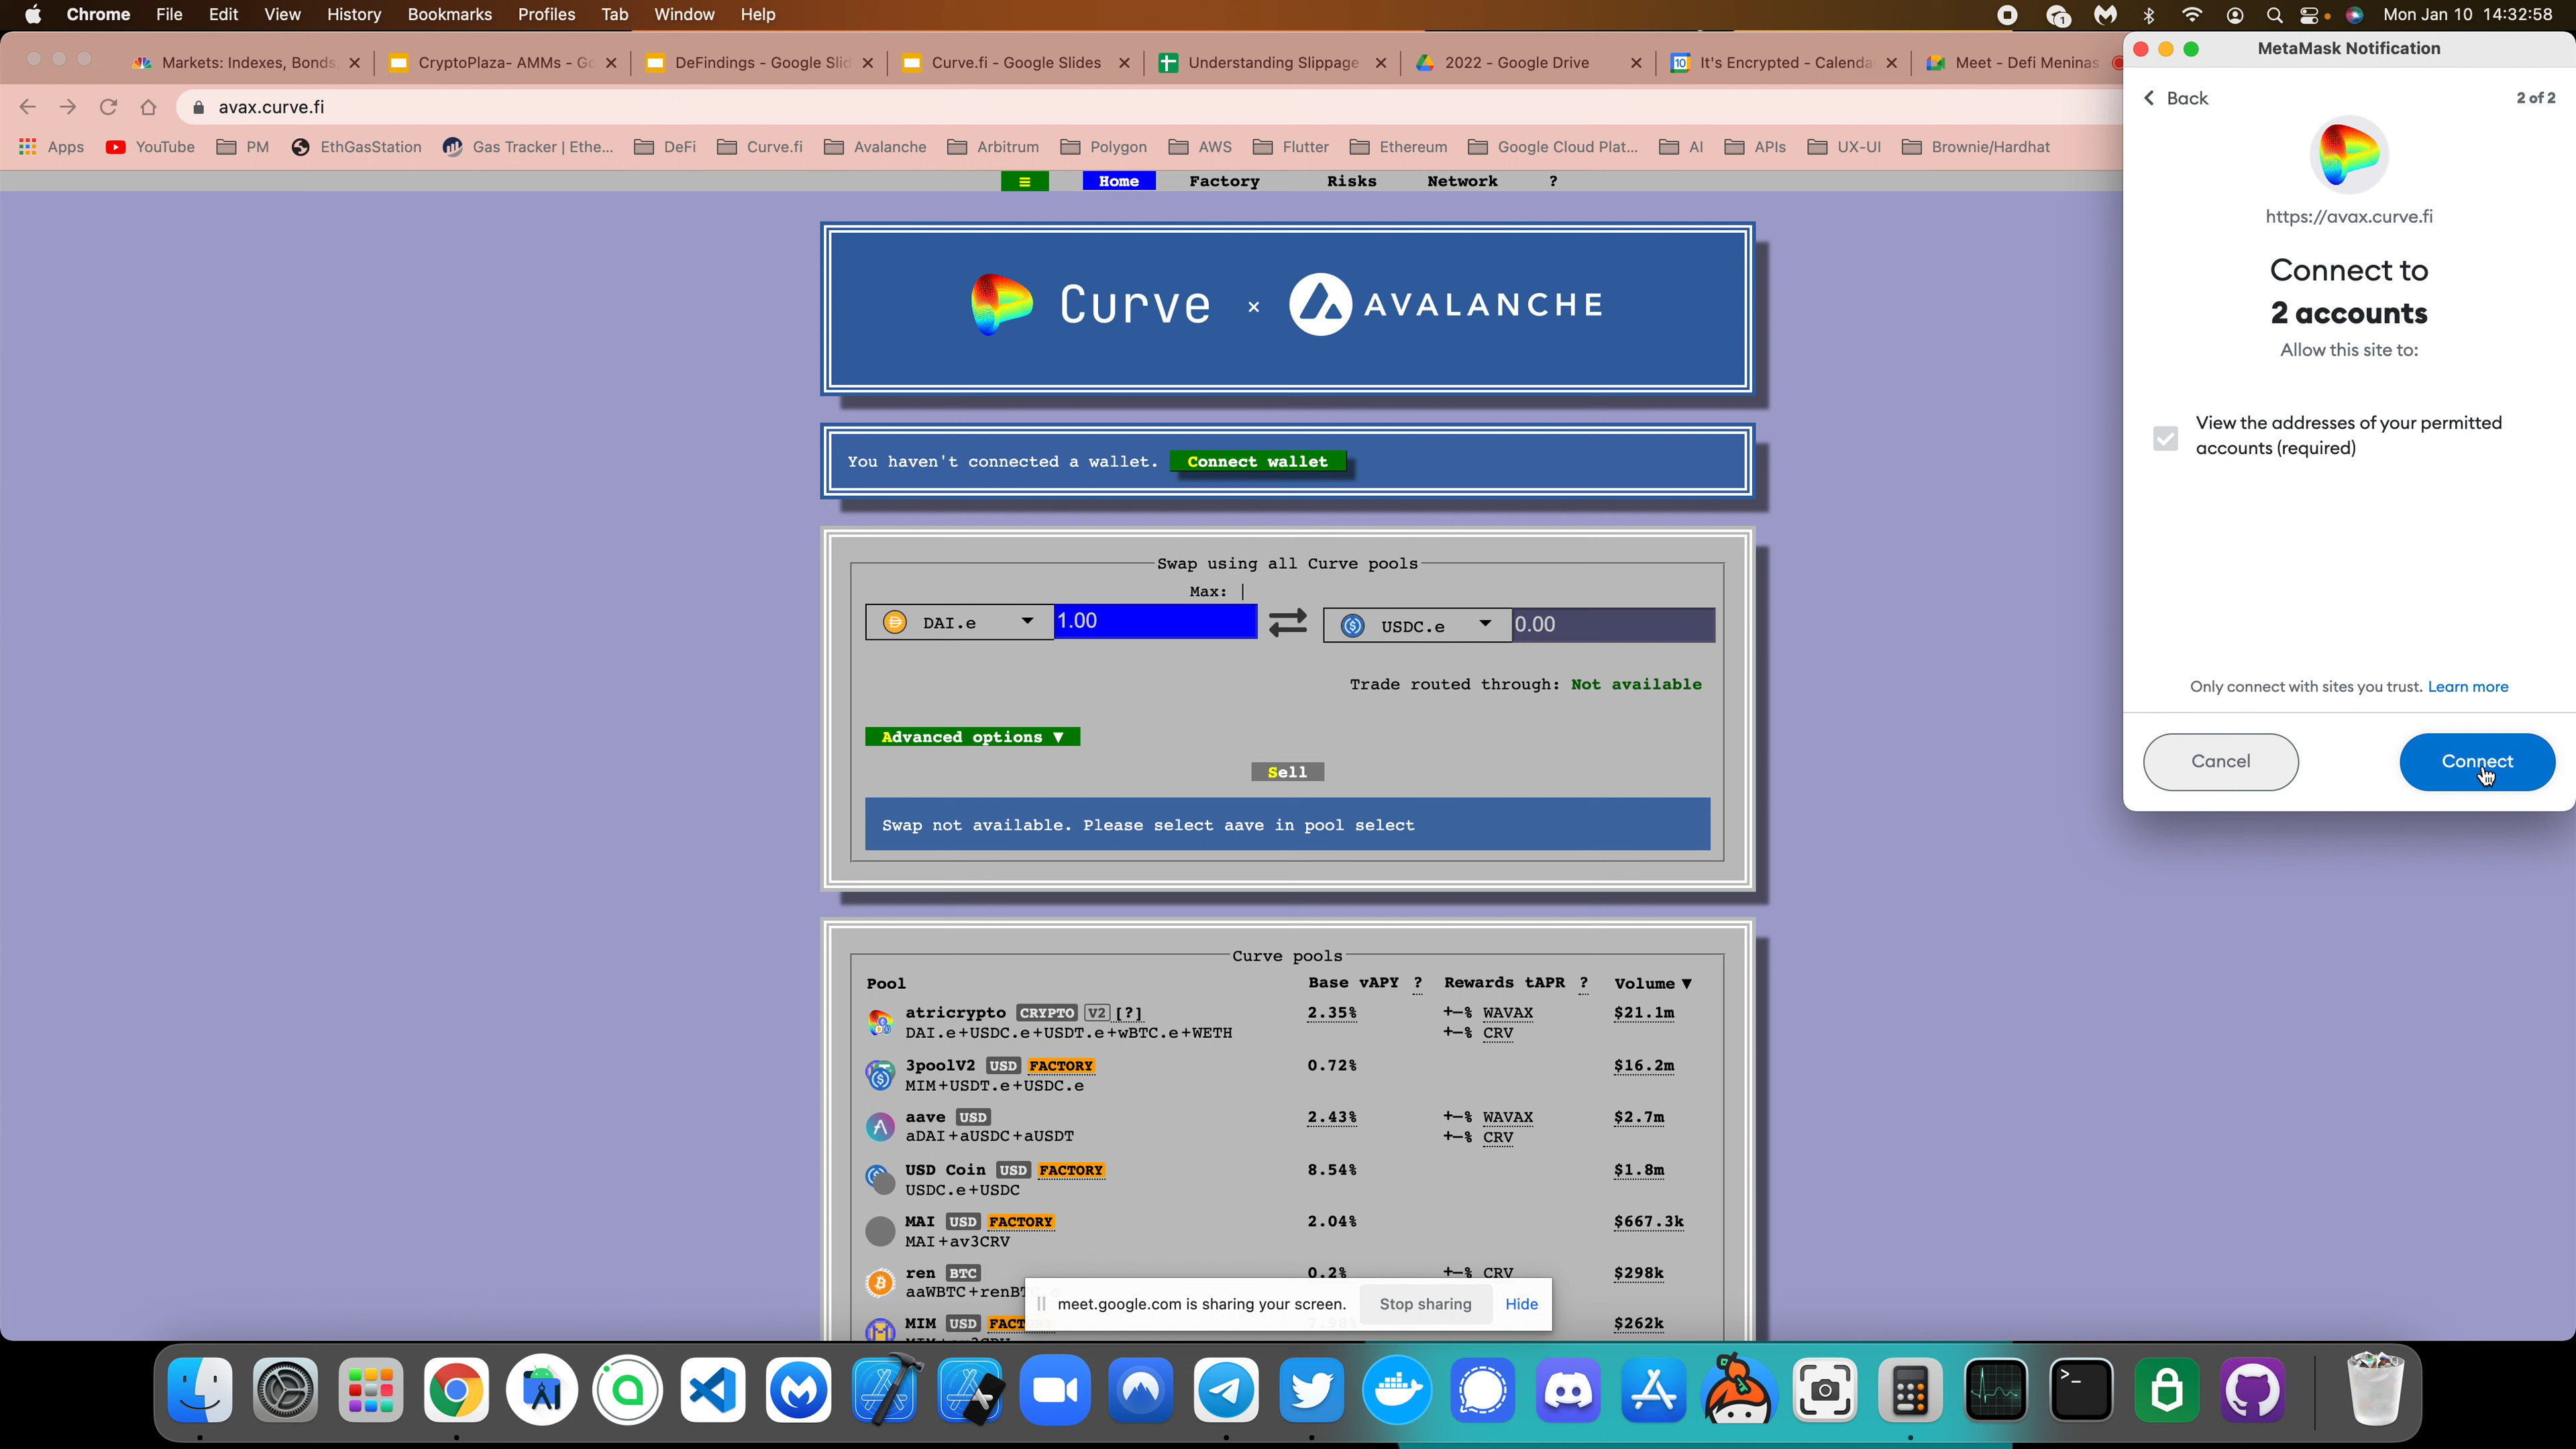 Chrome File Edit View History Bookmarks Profiles Tab Window Help
1
Mon Jan 10 14:32:58
Markets: Indexes, Bonds,
CryptoPlaza- AMMs - Go
DeFindings - Google Slid
Curve.fi - Google Slides
Understanding Slippage
2022 - Google Drive
10 It's Encrypted - Calenda
Meet - Defi Meninas
avax.curve.fi
Apps YouTube PM EthGasStation Gas Tracker | Ethe... DeFi Curve.fi Avalanche Arbitrum Polygon AWS Flutter Ethereum Google Cloud Plat... AI APIs UX-UI Brownie/Hardhat
Home Factory Risks Network ?
Curve × AVALANCHE
You haven't connected a wallet. Connect wallet
Swap using all Curve pools
Max:
DAI.e 1.00 USDC.e 0.00
Trade routed through: Not available
Advanced options ▼
Sell
Swap not available. Please select aave in pool select
Curve pools
Pool Base vAPY ? Rewards tAPR ? Volume ▼
atricrypto CRYPTO V2 [?] 2.35% +—% WAVAX $21.1m
DAI.e+USDC.e+USDT.e+wBTC.e+WETH +—% CRV
3poolV2 USD FACTORY 0.72% $16.2m
MIM+USDT.e+USDC.e
aave USD 2.43% +—% WAVAX $2.7m
aDAI+aUSDC+aUSDT +—% CRV
USD Coin USD FACTORY 8.54% $1.8m
USDC.e+USDC
MAI USD FACTORY 2.04% $667.3k
MAI+av3CRV
ren BTC 0.2% +—% CRV $298k
aaWBTC+renBT
MIM USD FACT $262k
meet.google.com is sharing your screen. Stop sharing Hide
MetaMask Notification
Back 2 of 2
https://avax.curve.fi
Connect to
2 accounts
Allow this site to:
View the addresses of your permitted
accounts (required)
Only connect with sites you trust. Learn more
Cancel Connect